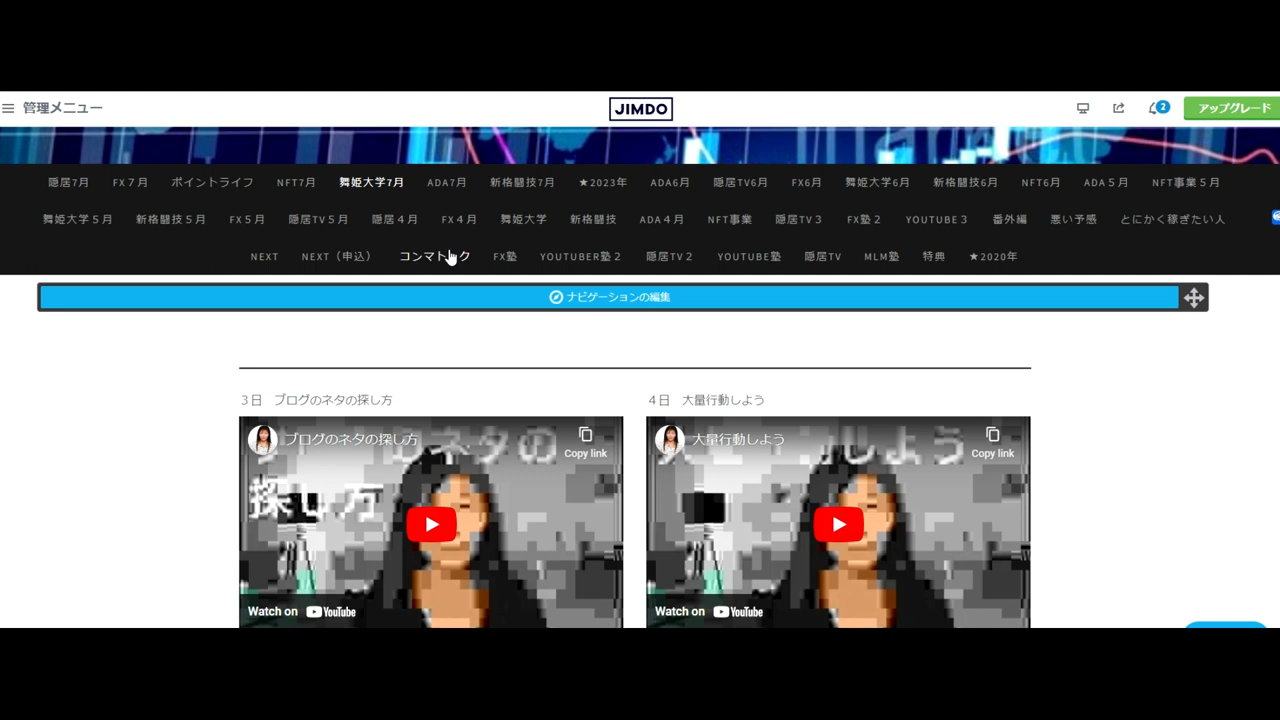 管理メニュー
JIMDO
2
アップグレード
隠居7月 FX７月 ポイントライフ NFT7月 舞姫大学7月 ADA7月 新格闘技7月 ★2023年 ADA6月 隠居TV6月 FX6月 舞姫大学6月 新格闘技6月 NFT6月 ADA５月 NFT事業５月
舞姫大学５月 新格闘技５月 FX５月 隠居TV５月 隠居４月 FX４月 舞姫大学 新格闘技 ADA４月 NFT事業 隠居TV３ FX塾２ YOUTUBE３ 番外編 悪い予感 とにかく稼ぎたい人
NEXT NEXT（申込） コンマトック FX塾 YOUTUBER塾２ 隠居TV２ YOUTUBE塾 隠居TV MLM塾 特典 ★2020年
ナビゲーションの編集
３日 ブログのネタの探し方
ブログのネタの探し方
Copy link
ネタの
探し方
Watch on YouTube
４日 大量行動しよう
大量行動しよう
Copy link
Watch on YouTube